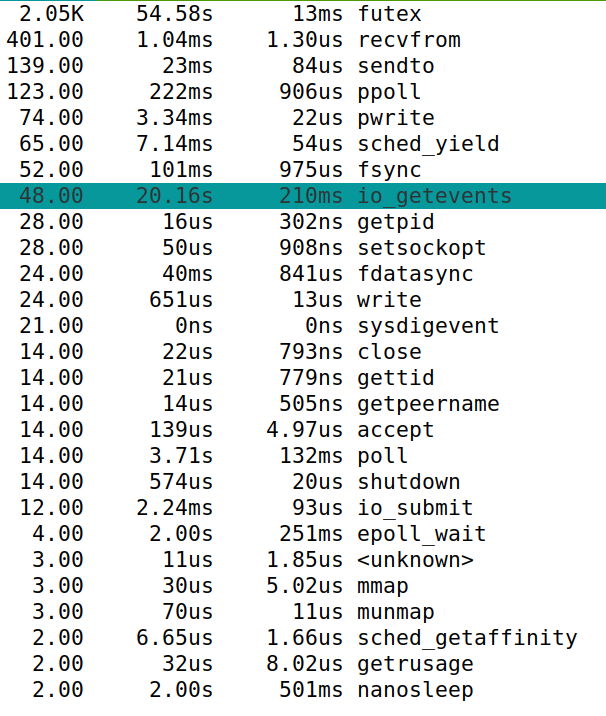 2.05K 54.58s 13ms futex
401.00 1.04ms 1.30us recvfrom
139.00 23ms 84us sendto
123.00 222ms 906us ppoll
74.00 3.34ms 22us pwrite
65.00 7.14ms 54us sched_yield
52.00 101ms 975us fsync
48.00 20.16s 210ms io_getevents
28.00 16us 302ns getpid
28.00 50us 908ns setsockopt
24.00 40ms 841us fdatasync
24.00 651us 13us write
21.00 0ns 0ns sysdigevent
14.00 22us 793ns close
14.00 21us 779ns gettid
14.00 14us 505ns getpeername
14.00 139us 4.97us accept
14.00 3.71s 132ms poll
14.00 574us 20us shutdown
12.00 2.24ms 93us io_submit
4.00 2.00s 251ms epoll_wait
3.00 11us 1.85us <unknown>
3.00 30us 5.02us mmap
3.00 70us 11us munmap
2.00 6.65us 1.66us sched_getaffinity
2.00 32us 8.02us getrusage
2.00 2.00s 501ms nanosleep